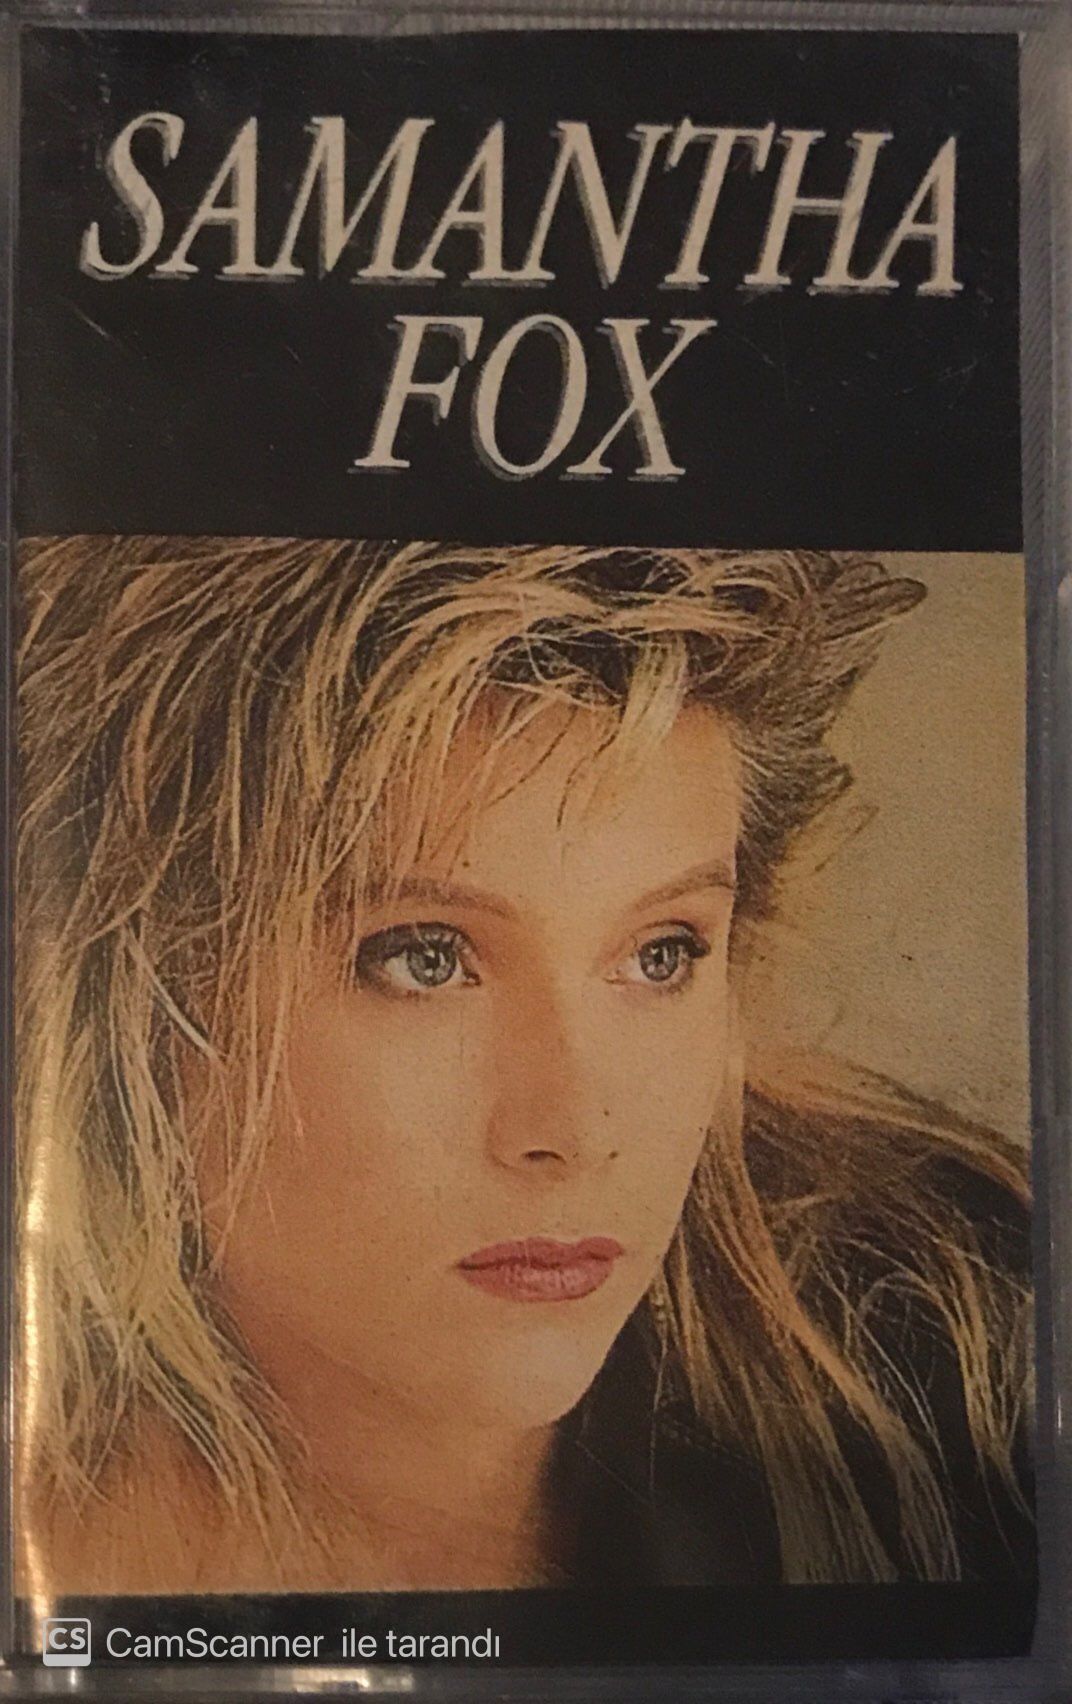 SAMANTHA
FOX
CS CamScanner ile tarandı